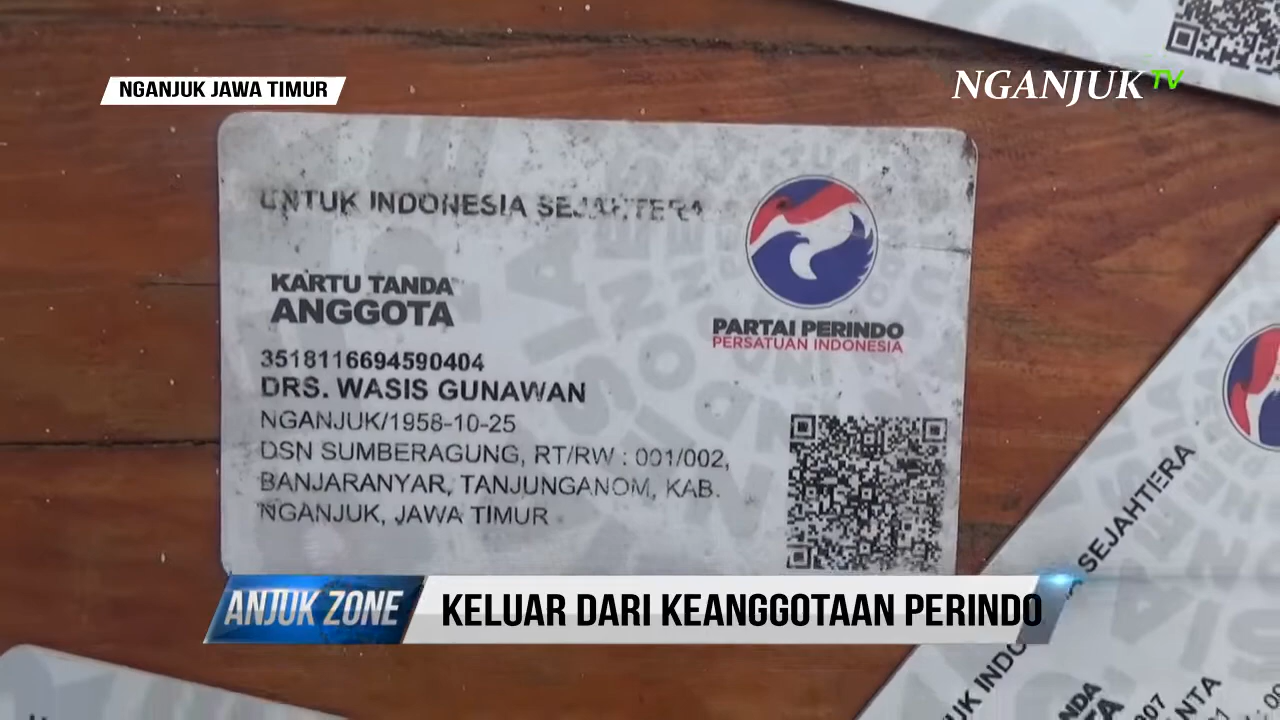 NGANJUK JAWA TIMUR
NGANJUK TV
UNTUK INDONESIA SEJAHTERA
KARTU TANDA
ANGGOTA
PARTAI PERINDO
PERSATUAN INDONESIA
3518116694590404
DRS. WASIS GUNAWAN
NGANJUK/1958-10-25
DSN SUMBERAGUNG, RT/RW : 001/002,
BANJARANYAR, TANJUNGANOM, KAB.
NGANJUK, JAWA TIMUR
SEJAHTERA
ANJUK ZONE
KELUAR DARI KEANGGOTAAN PERINDO